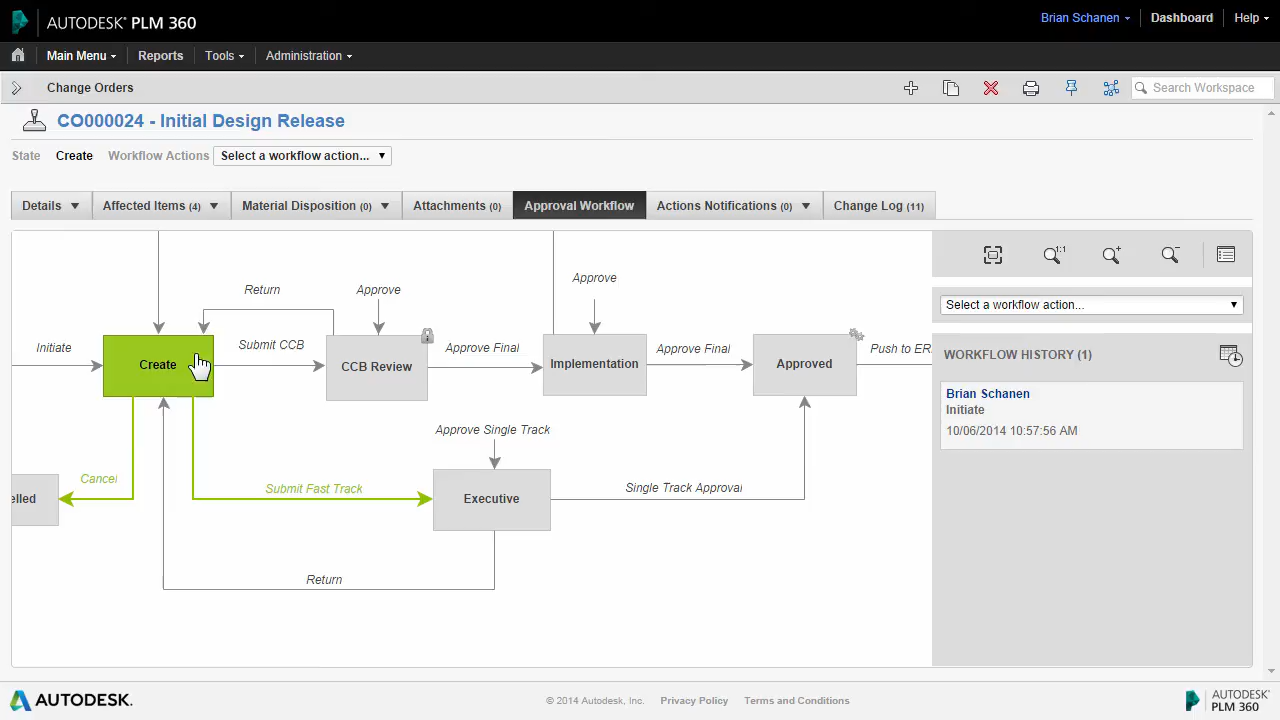 AUTODESK® PLM 360
Brian Schanen
Dashboard
Help
Main Menu
Reports
Tools
Administration
Change Orders
Search Workspace
CO000024 - Initial Design Release
State
Create
Workflow Actions
Select a workflow action...
Details
Affected Items (4)
Material Disposition (0)
Attachments (0)
Approval Workflow
Actions Notifications (0)
Change Log (11)
1:1
Return
Approve
Approve
Select a workflow action...
Initiate
Submit CCB
Approve Final
Approve Final
Push to ER
Create
CCB Review
Implementation
Approved
WORKFLOW HISTORY (1)
Brian Schanen
Initiate
10/06/2014 10:57:56 AM
Approve Single Track
Cancel
Submit Fast Track
Single Track Approval
elled
Executive
Return
AUTODESK.
© 2014 Autodesk, Inc.
Privacy Policy
Terms and Conditions
AUTODESK®
PLM 360